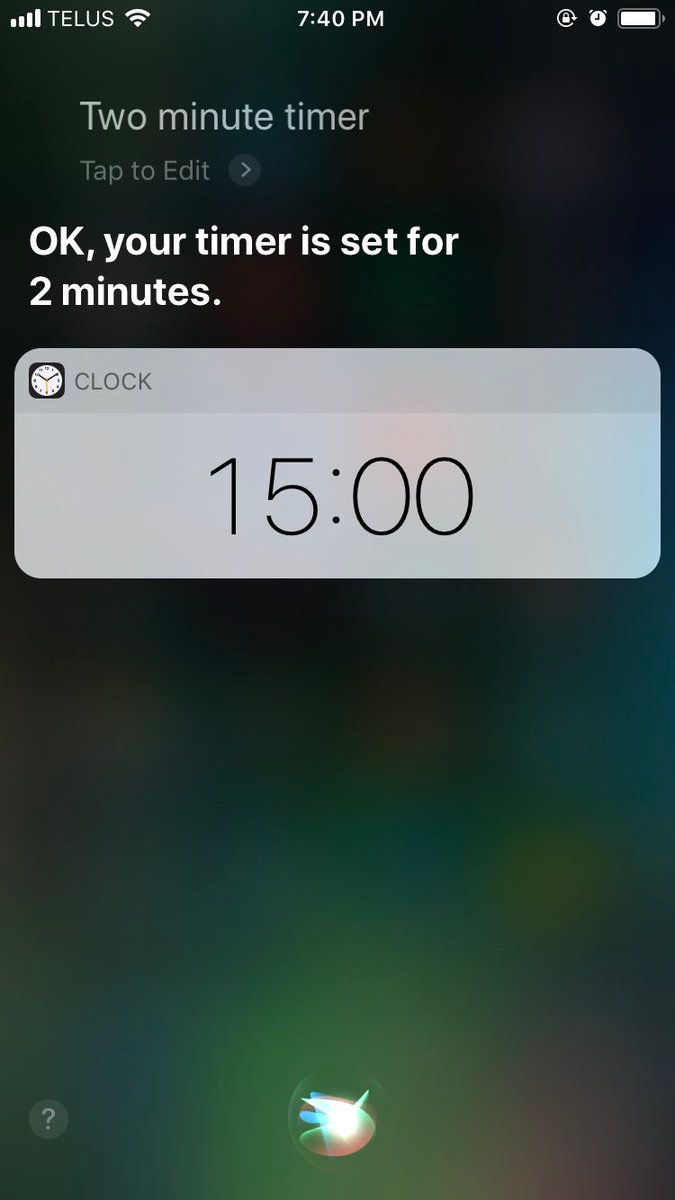 TELUS 7:40 PM
Two minute timer
Tap to Edit
OK, your timer is set for
2 minutes.
CLOCK
15:00
?